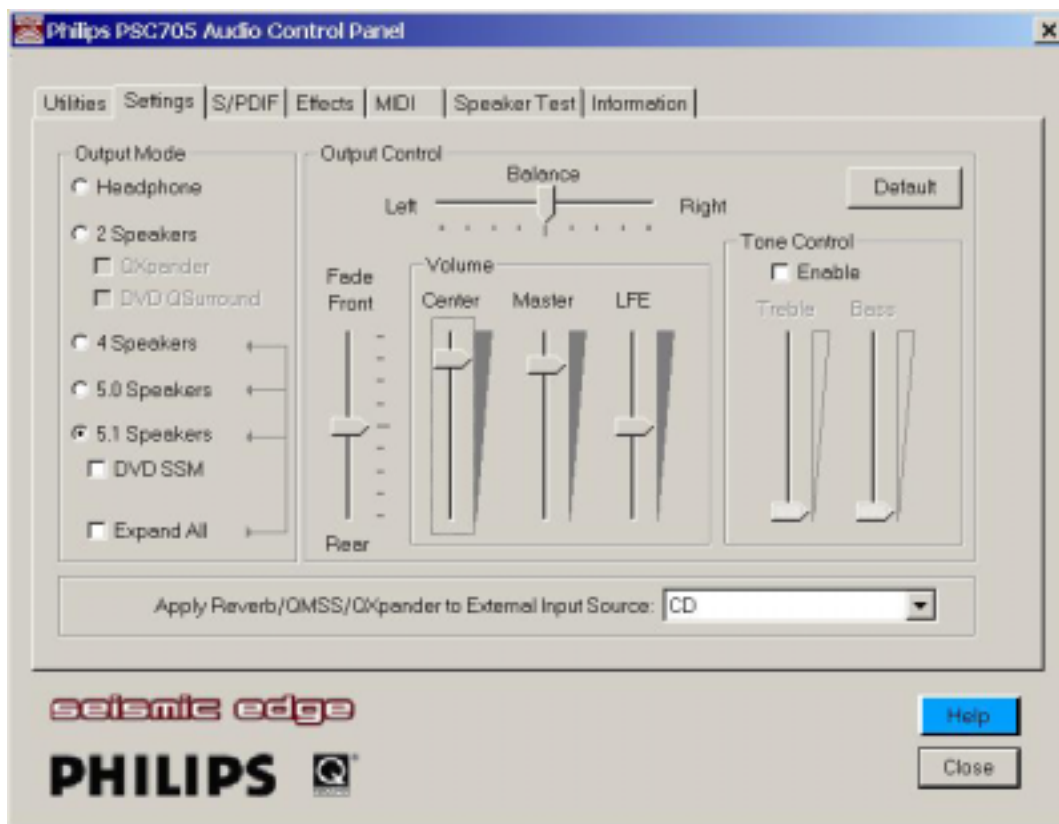 Philips PSC705 Audio Control Panel
Utilities Settings S/PDIF Effects MIDI Speaker Test Information
Output Mode
Headphone
2 Speakers
QXpander
DVD QSurround
4 Speakers
5.0 Speakers
5.1 Speakers
DVD SSM
Expand All
Output Control
Balance
Left Right
Default
Fade
Front
Rear
Volume
Center Master LFE
Tone Control
Enable
Treble Bass
Apply Reverb/QMSS/QXpander to External Input Source: CD
seismic edge
PHILIPS Q
Help
Close